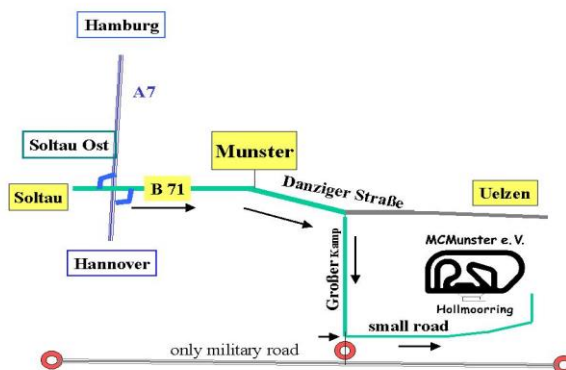 Hamburg
A7
Soltau Ost
Munster
Soltau
B 71
Danziger Straße
Uelzen
Hannover
Großer Kamp
MCMunster e. V.
Hollmoorring
small road
only military road